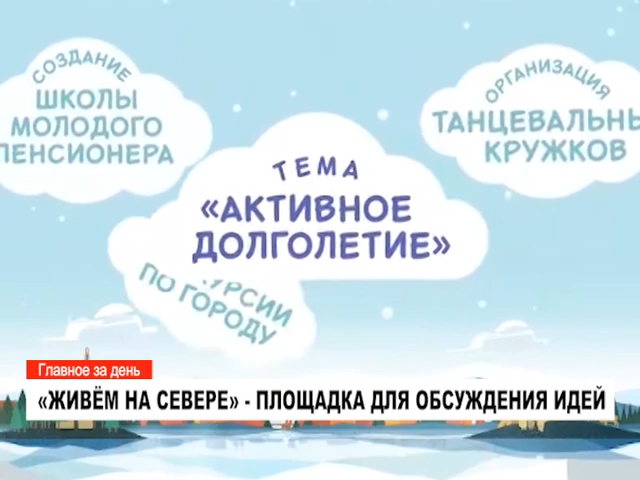 СОЗДАНИЕ
ШКОЛЫ
МОЛОДОГО
ПЕНСИОНЕРА
ОРГАНИЗАЦИЯ
ТАНЦЕВАЛЬНЫ
КРУЖКОВ
ТЕМА
«АКТИВНОЕ
ДОЛГОЛЕТИЕ»
КУРСИИ
ПО ГОРОДУ
Главное за день
«ЖИВЁМ НА СЕВЕРЕ» - ПЛОЩАДКА ДЛЯ ОБСУЖДЕНИЯ ИДЕЙ